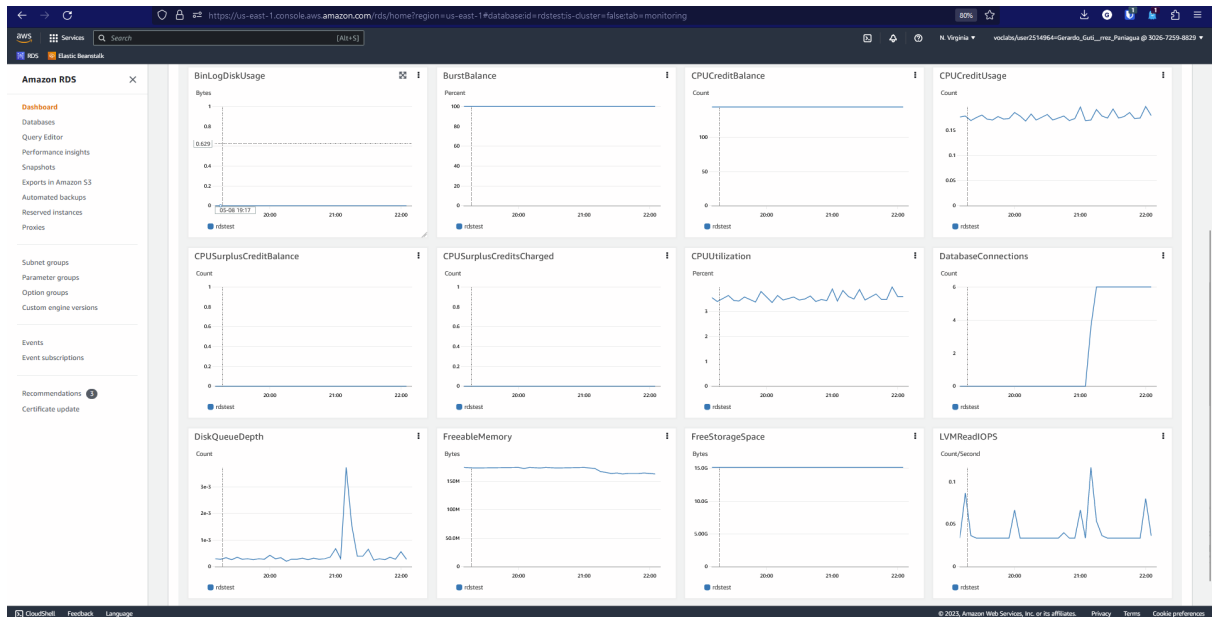 https://us-east-1.console.aws.amazon.com/rds/home?region=us-east-1#database:id=rdstest;is-cluster=false;tab=monitoring
80%
aws
Services
Search
[Alt+S]
N. Virginia
voclabs/user2514964=Gerardo_Guti__rrez_Paniagua @ 3026-7259-8829
RDS
Elastic Beanstalk
Amazon RDS
Dashboard
Databases
Query Editor
Performance insights
Snapshots
Exports in Amazon S3
Automated backups
Reserved instances
Proxies
Subnet groups
Parameter groups
Option groups
Custom engine versions
Events
Event subscriptions
Recommendations 3
Certificate update
BinLogDiskUsage
Bytes
1
0.8
0.629
0.4
0.2
0
05-08 19:17
20:00
21:00
22:00
rdstest
BurstBalance
Percent
100
80
60
40
20
0
20:00
21:00
22:00
rdstest
CPUCreditBalance
Count
100
50
0
20:00
21:00
22:00
rdstest
CPUCreditUsage
Count
0.15
0.1
0.05
0
20:00
21:00
22:00
rdstest
CPUSurplusCreditBalance
Count
1
0.8
0.6
0.4
0.2
0
20:00
21:00
22:00
rdstest
CPUSurplusCreditsCharged
Count
1
0.8
0.6
0.4
0.2
0
20:00
21:00
22:00
rdstest
CPUUtilization
Percent
3
2
1
0
20:00
21:00
22:00
rdstest
DatabaseConnections
Count
6
4
2
0
20:00
21:00
22:00
rdstest
DiskQueueDepth
Count
3e-3
2e-3
1e-3
0
20:00
21:00
22:00
rdstest
FreeableMemory
Bytes
150M
100M
50.0M
0
20:00
21:00
22:00
rdstest
FreeStorageSpace
Bytes
15.0G
10.0G
5.00G
0
20:00
21:00
22:00
rdstest
LVMReadIOPS
Count/Second
0.1
0.05
0
20:00
21:00
22:00
rdstest
CloudShell
Feedback
Language
© 2023, Amazon Web Services, Inc. or its affiliates.
Privacy
Terms
Cookie preferences